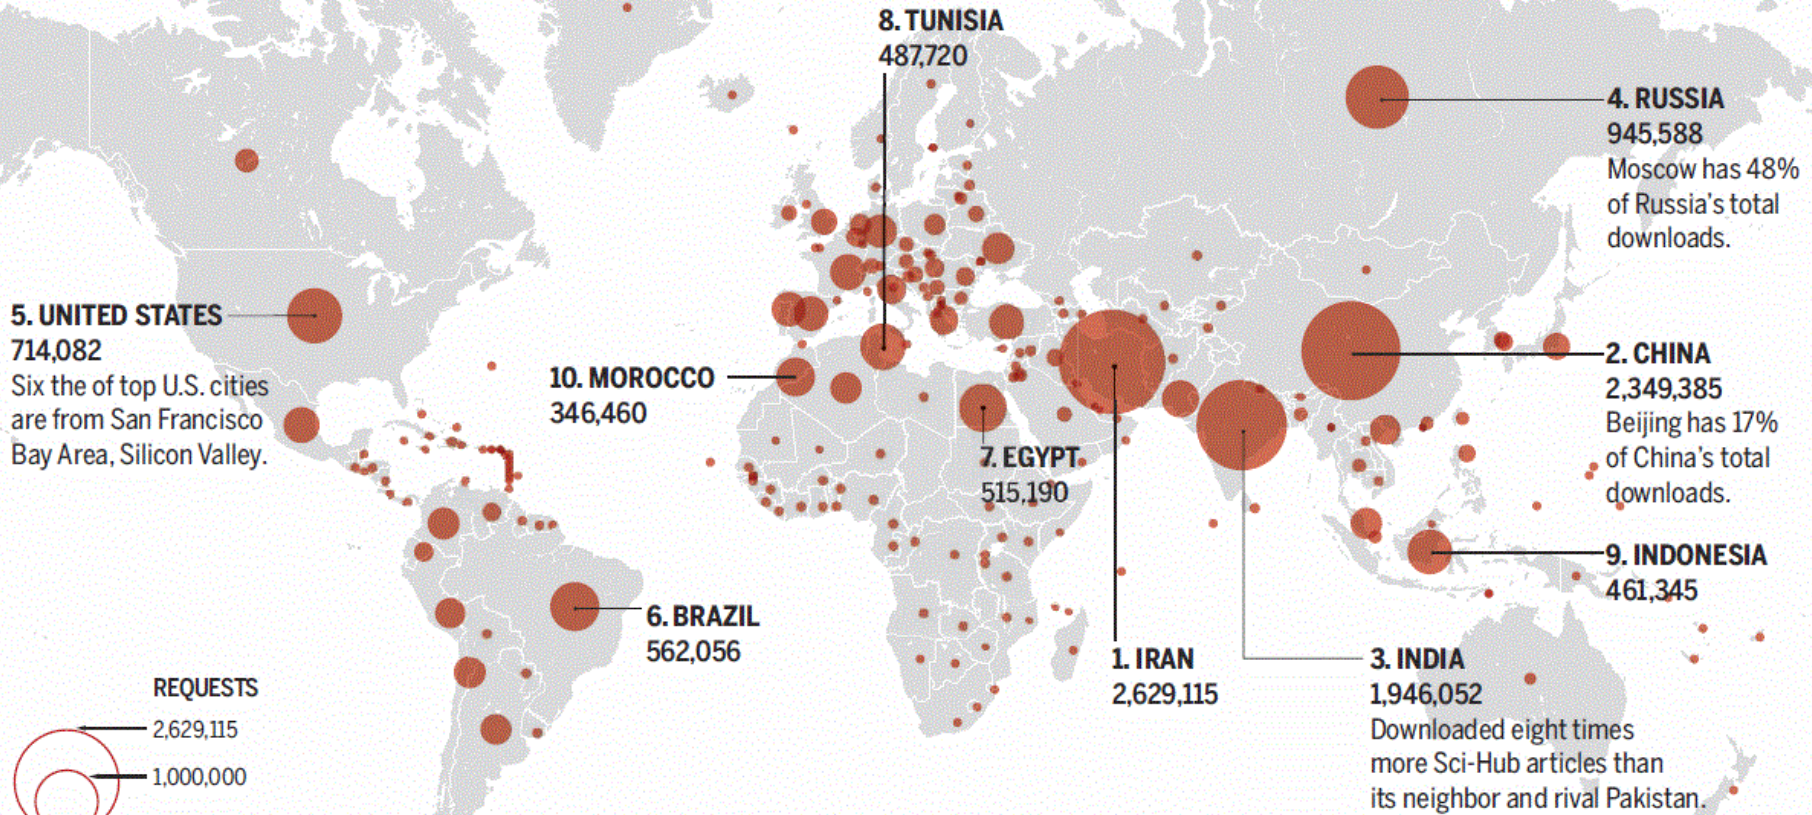 8. TUNISIA
487,720
4. RUSSIA
945,588
Moscow has 48%
of Russia's total
downloads.
5. UNITED STATES
714,082
Six the of top U.S. cities
are from San Francisco
Bay Area, Silicon Valley.
10. MOROCCO
346,460
2. CHINA
2,349,385
Beijing has 17%
of China's total
downloads.
7. EGYPT
515,190
9. INDONESIA
461,345
6. BRAZIL
562,056
1. IRAN
2,629,115
3. INDIA
1,946,052
Downloaded eight times
more Sci-Hub articles than
its neighbor and rival Pakistan.
REQUESTS
2,629,115
1,000,000